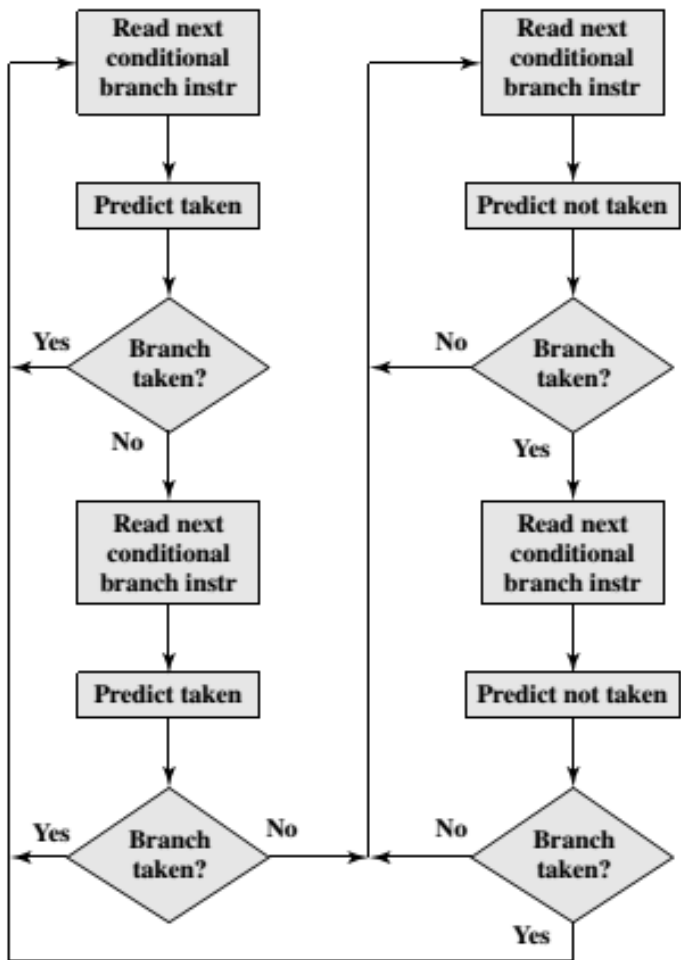 Read next
conditional
branch instr
Predict taken
Yes
Branch
taken?
No
Read next
conditional
branch instr
Predict taken
Yes
Branch
taken?
No
Read next
conditional
branch instr
Predict not taken
No
Branch
taken?
Yes
Read next
conditional
branch instr
Predict not taken
No
Branch
taken?
Yes